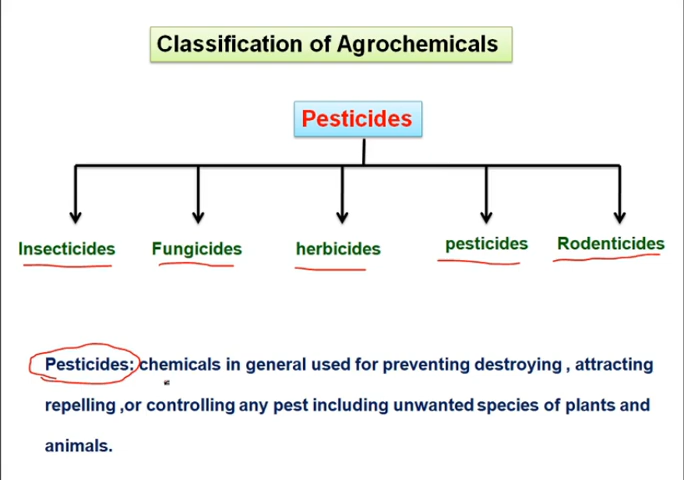 Classification of Agrochemicals
Pesticides
Insecticides Fungicides herbicides pesticides Rodenticides
Pesticides: chemicals in general used for preventing destroying , attracting
repelling ,or controlling any pest including unwanted species of plants and
animals.